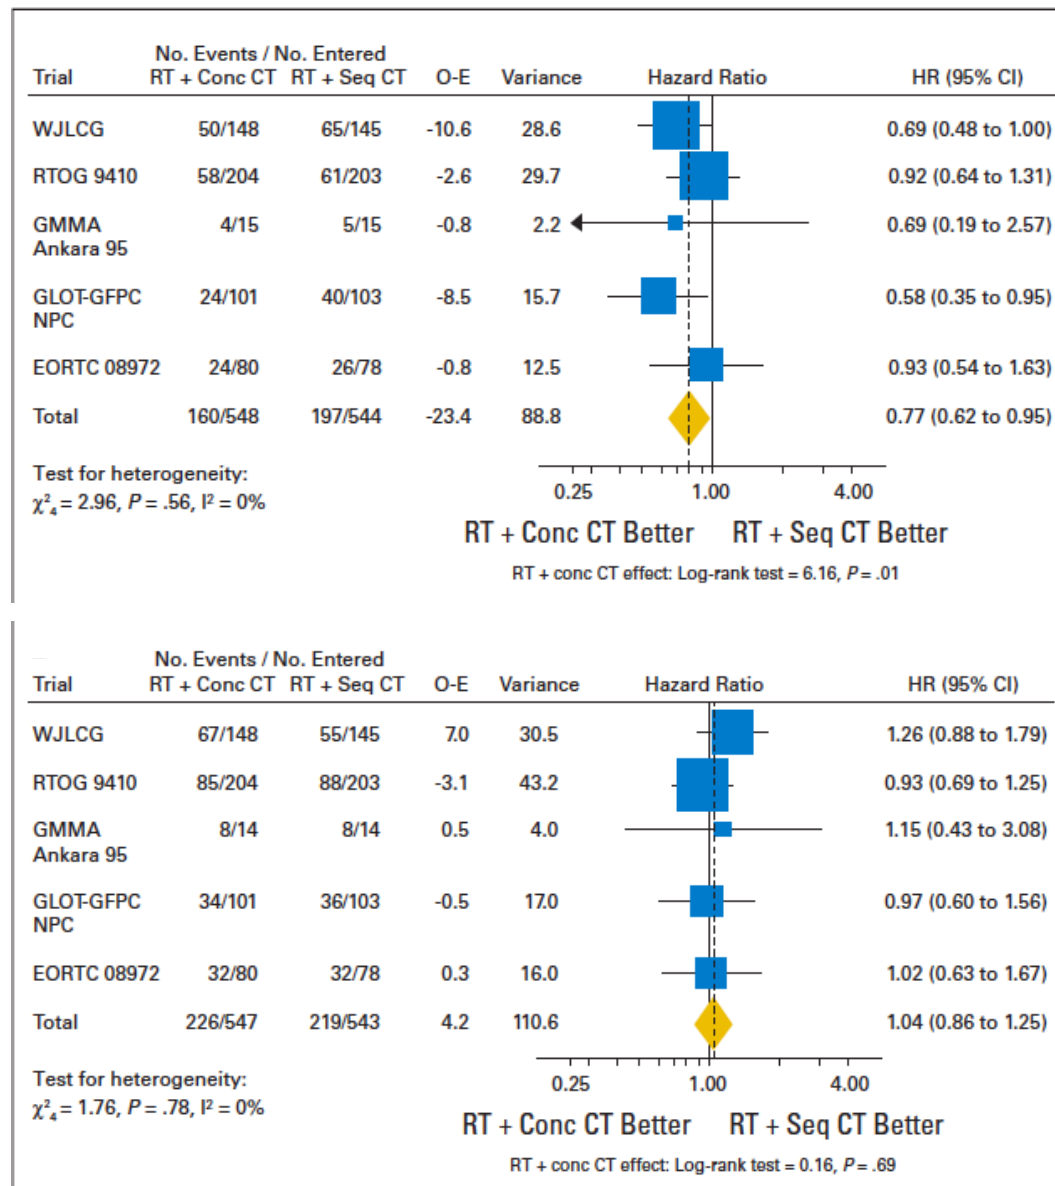 No. Events / No. Entered
Trial RT + Conc CT RT + Seq CT O-E Variance Hazard Ratio HR (95% CI)
WJLCG 50/148 65/145 -10.6 28.6 0.69 (0.48 to 1.00)
RTOG 9410 58/204 61/203 -2.6 29.7 0.92 (0.64 to 1.31)
GMMA 4/15 5/15 -0.8 2.2 0.69 (0.19 to 2.57)
Ankara 95
GLOT-GFPC 24/101 40/103 -8.5 15.7 0.58 (0.35 to 0.95)
NPC
EORTC 08972 24/80 26/78 -0.8 12.5 0.93 (0.54 to 1.63)
Total 160/548 197/544 -23.4 88.8 0.77 (0.62 to 0.95)
Test for heterogeneity:
χ²₄ = 2.96, P = .56, I² = 0%
0.25 1.00 4.00
RT + Conc CT Better RT + Seq CT Better
RT + conc CT effect: Log-rank test = 6.16, P = .01
No. Events / No. Entered
Trial RT + Conc CT RT + Seq CT O-E Variance Hazard Ratio HR (95% CI)
WJLCG 67/148 55/145 7.0 30.5 1.26 (0.88 to 1.79)
RTOG 9410 85/204 88/203 -3.1 43.2 0.93 (0.69 to 1.25)
GMMA 8/14 8/14 0.5 4.0 1.15 (0.43 to 3.08)
Ankara 95
GLOT-GFPC 34/101 36/103 -0.5 17.0 0.97 (0.60 to 1.56)
NPC
EORTC 08972 32/80 32/78 0.3 16.0 1.02 (0.63 to 1.67)
Total 226/547 219/543 4.2 110.6 1.04 (0.86 to 1.25)
Test for heterogeneity:
χ²₄ = 1.76, P = .78, I² = 0%
0.25 1.00 4.00
RT + Conc CT Better RT + Seq CT Better
RT + conc CT effect: Log-rank test = 0.16, P = .69